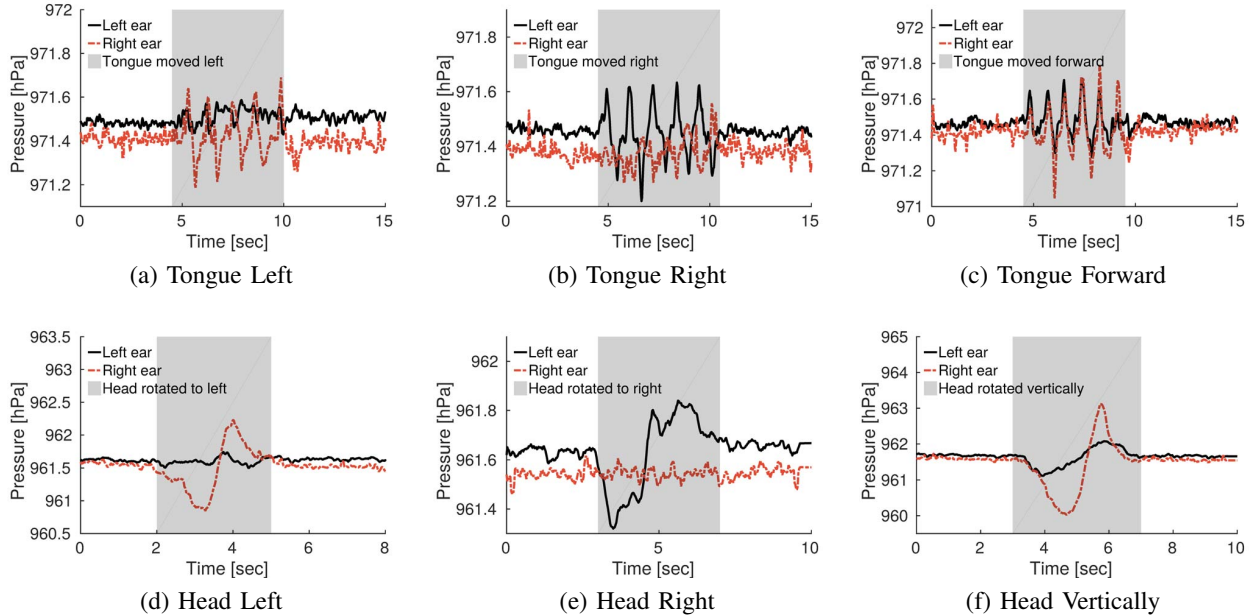 972
971.8
971.6
971.4
971.2
Pressure [hPa]
Left ear
Right ear
Tongue moved left
0 5 10 15
Time [sec]
(a) Tongue Left
971.8
971.6
971.4
971.2
Pressure [hPa]
Left ear
Right ear
Tongue moved right
0 5 10 15
Time [sec]
(b) Tongue Right
972
971.8
971.6
971.4
971.2
971
Pressure [hPa]
Left ear
Right ear
Tongue moved forward
0 5 10 15
Time [sec]
(c) Tongue Forward
963.5
963
962.5
962
961.5
961
960.5
Pressure [hPa]
Left ear
Right ear
Head rotated to left
0 2 4 6 8
Time [sec]
(d) Head Left
962
961.8
961.6
961.4
Pressure [hPa]
Left ear
Right ear
Head rotated to right
0 5 10
Time [sec]
(e) Head Right
965
964
963
962
961
960
Pressure [hPa]
Left ear
Right ear
Head rotated vertically
0 2 4 6 8 10
Time [sec]
(f) Head Vertically